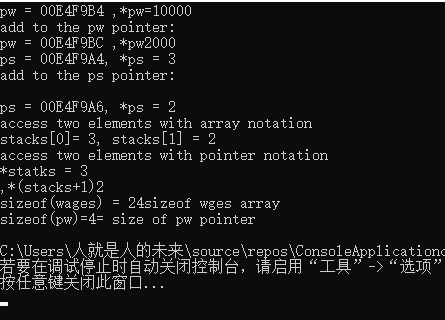 pw = 00E4F9B4 ,*pw=10000
add to the pw pointer:
pw = 00E4F9BC ,*pw2000
ps = 00E4F9A4, *ps = 3
add to the ps pointer:
ps = 00E4F9A6, *ps = 2
access two elements with array notation
stacks[0]= 3, stacks[1] = 2
access two elements with pointer notation
*statks = 3
,*(stacks+1)2
sizeof(wages) = 24sizeof wges array
sizeof(pw)=4= size of pw pointer
C:\Users\人就是人的未来\source\repos\ConsoleApplication
若要在调试停止时自动关闭控制台，请启用“工具”->“选项”
按任意键关闭此窗口...